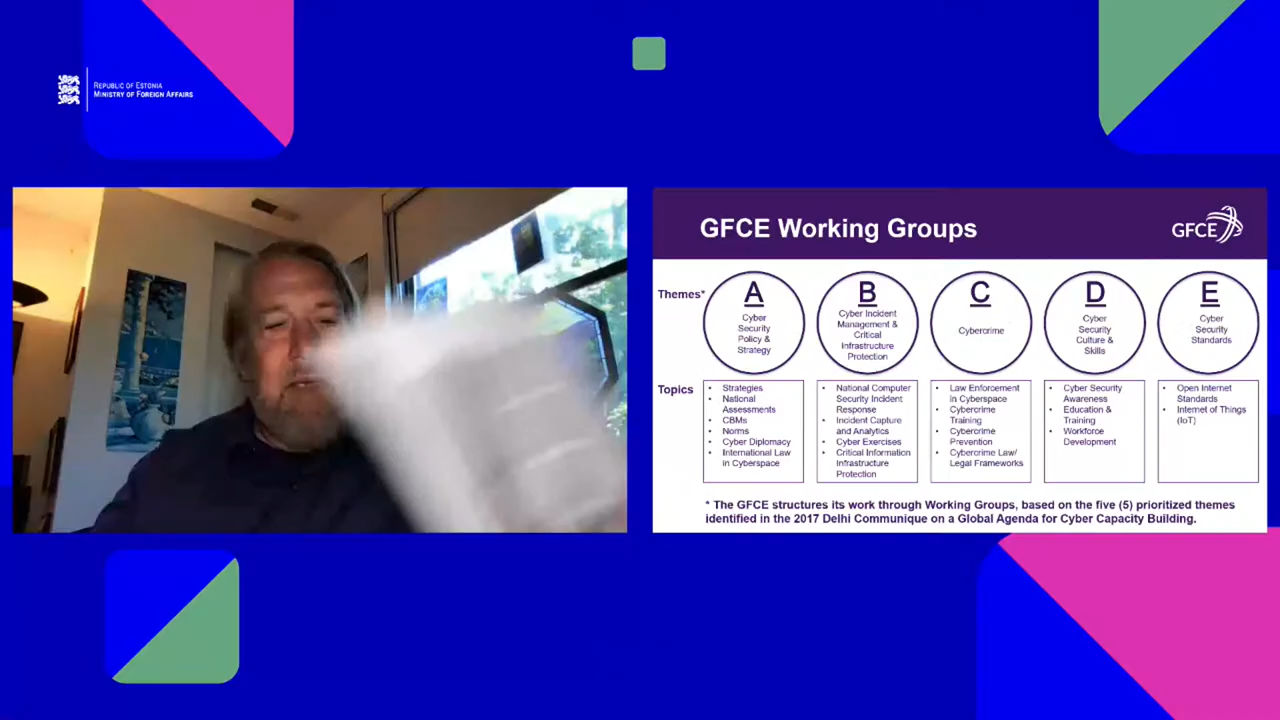 REPUBLIC OF ESTONIA
MINISTRY OF FOREIGN AFFAIRS
GFCE Working Groups
GFCE
Themes*
A
Cyber
Security
Policy &
Strategy
B
Cyber Incident
Management &
Critical
Infrastructure
Protection
C
Cybercrime
D
Cyber
Security
Culture &
Skills
E
Cyber
Security
Standards
Topics
• Strategies
• National
Assessments
• CBMs
• Norms
• Cyber Diplomacy
• International Law
in Cyberspace
• National Computer
Security Incident
Response
• Incident Capture
and Analytics
• Cyber Exercises
• Critical Information
Infrastructure
Protection
• Law Enforcement
in Cyberspace
• Cybercrime
Training
• Cybercrime
Prevention
• Cybercrime Law/
Legal Frameworks
• Cyber Security
Awareness
• Education &
Training
• Workforce
Development
• Open Internet
Standards
• Internet of Things
(IoT)
* The GFCE structures its work through Working Groups, based on the five (5) prioritized themes
identified in the 2017 Delhi Communique on a Global Agenda for Cyber Capacity Building.